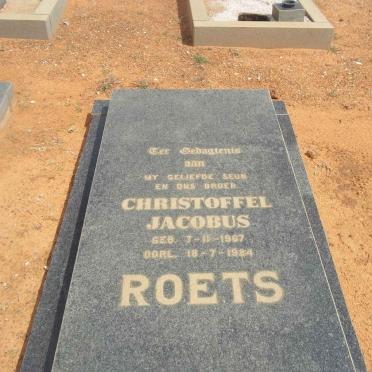 Ter Gedagtenis
aan
MY GELIEFDE SEUN
EN ONS BROER
CHRISTOFFEL
JACOBUS
GEB. 7-11-1967
OORL. 18-7-1984
ROETS